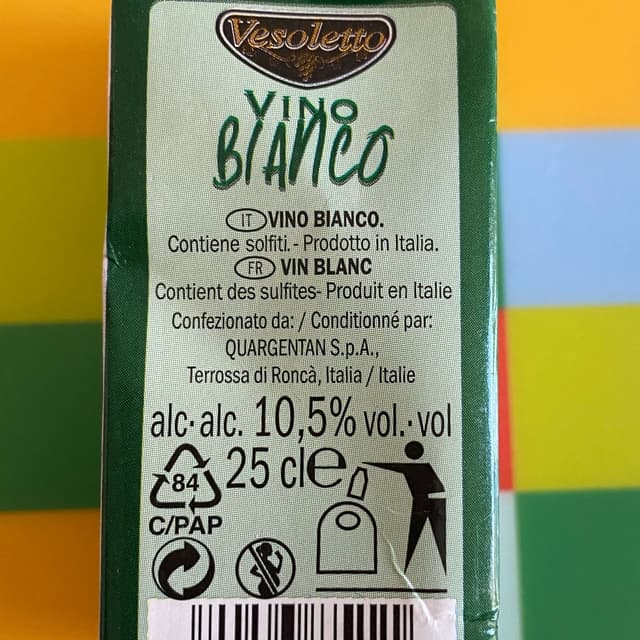 Vesoletto
VINO
BIANCO
IT VINO BIANCO.
Contiene solfiti. - Prodotto in Italia.
FR VIN BLANC
Contient des sulfites- Produit en Italie
Confezionato da: / Conditionné par:
QUARGENTAN S.p.A.,
Terrossa di Roncà, Italia / Italie
alc· alc. 10,5% vol.· vol
84 25 cl e
C/PAP